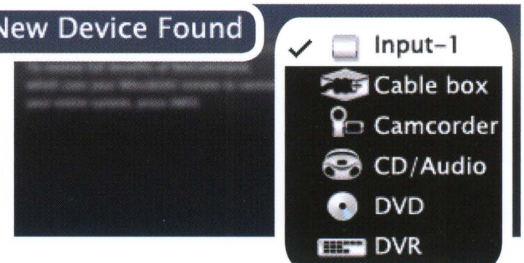 New Device Found
Input-1
Cable box
Camcorder
CD/Audio
DVD
DVR